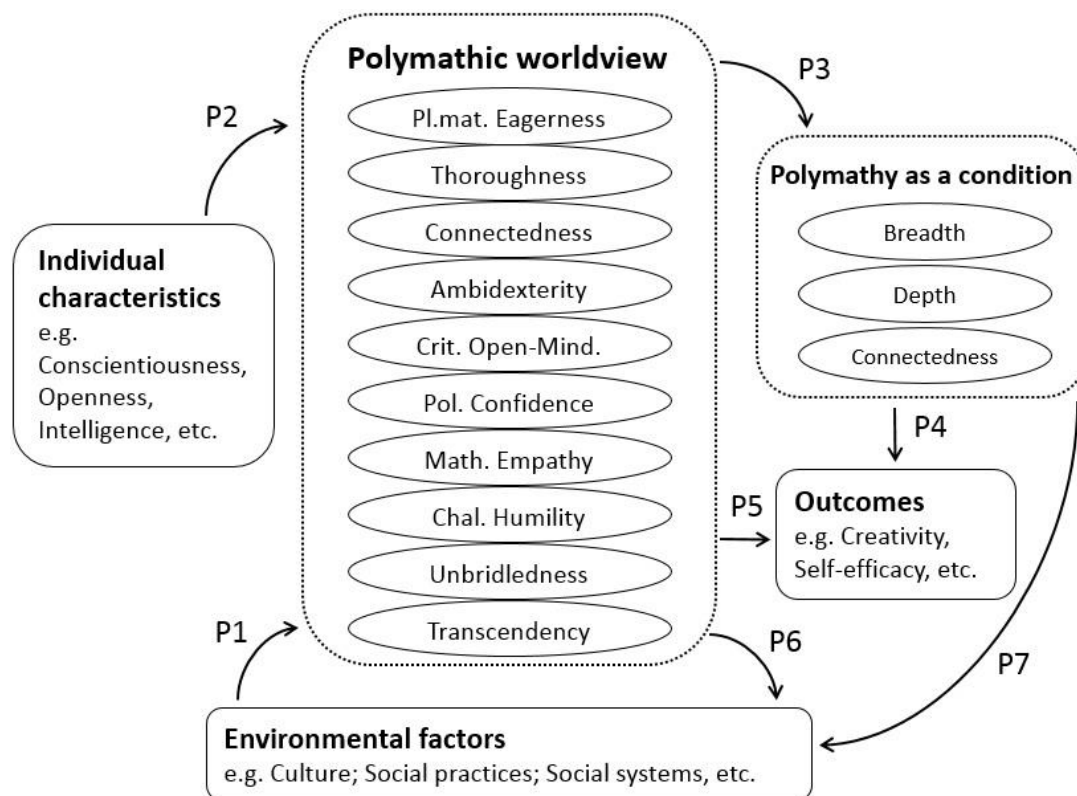 Polymathic worldview
Pl.mat. Eagerness
Thoroughness
Connectedness
Ambidexterity
Crit. Open-Mind.
Pol. Confidence
Math. Empathy
Chal. Humility
Unbridledness
Transcendency
P2
Individual
characteristics
e.g.
Conscientiousness,
Openness,
Intelligence, etc.
P3
Polymathy as a condition
Breadth
Depth
Connectedness
P4
P5
Outcomes
e.g. Creativity,
Self-efficacy, etc.
P1
P6
P7
Environmental factors
e.g. Culture; Social practices; Social systems, etc.